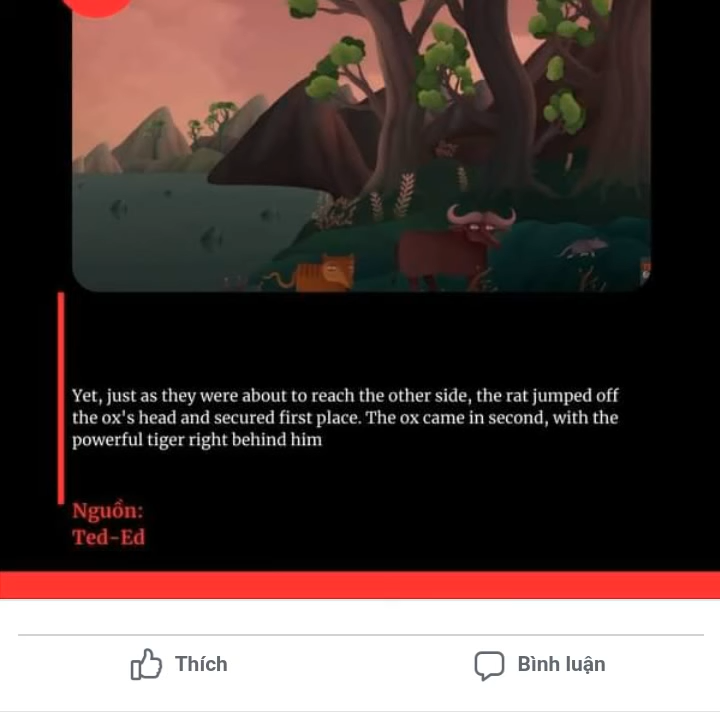 Yet, just as they were about to reach the other side, the rat jumped off
the ox's head and secured first place. The ox came in second, with the
powerful tiger right behind him
Nguồn:
Ted-Ed
Thích
Bình luận